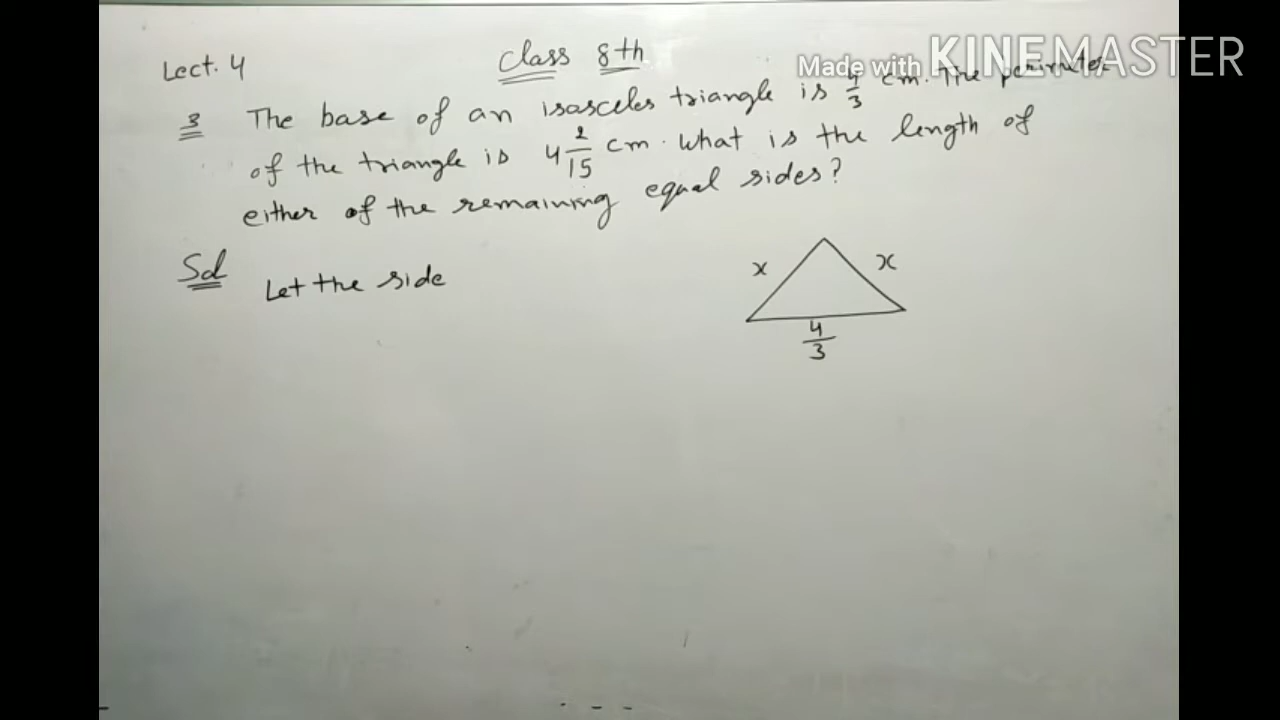 Made with KINEMASTER
Lect. 4
Class 8th
3 The base of an isasceles triangle is 4/3 cm. The perimeter
of the triangle is 4 2/15 cm. What is the length of
either of the remaining equal sides?
Sol Let the side
x x
4/3